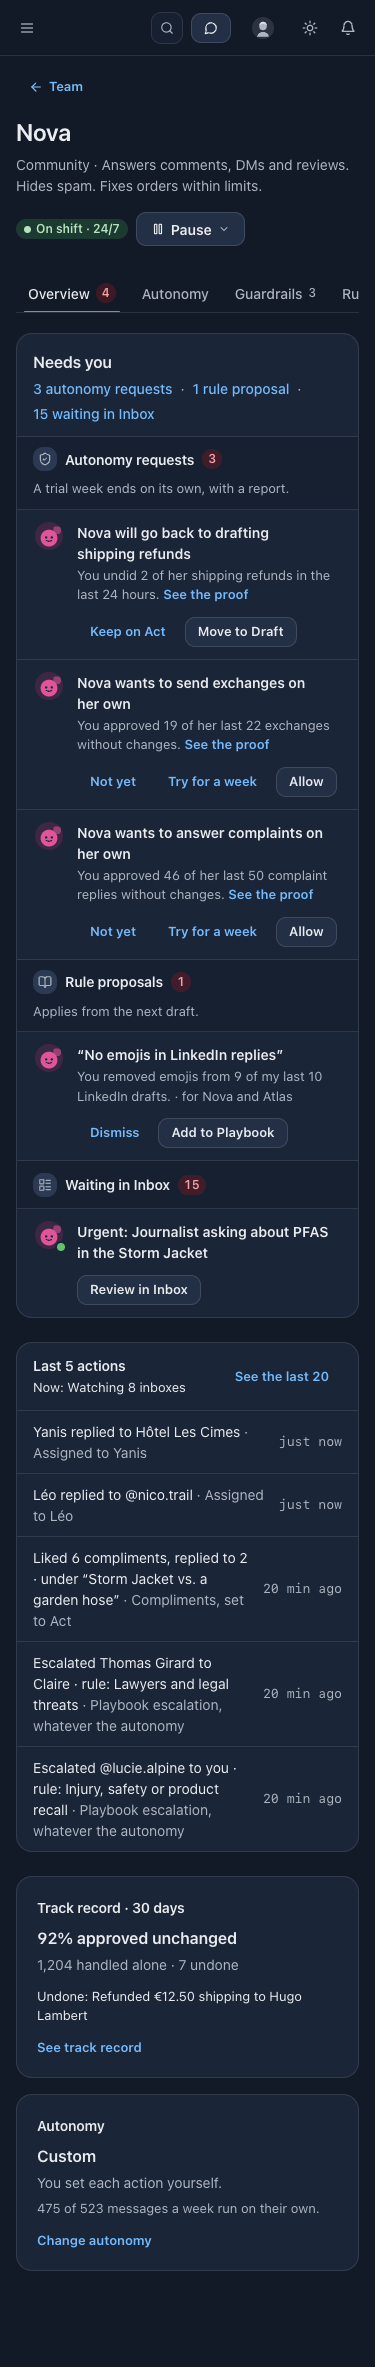 Team
Nova
Community · Answers comments, DMs and reviews.
Hides spam. Fixes orders within limits.
On shift · 24/7
Pause
Overview 4
Autonomy
Guardrails 3
Ru
Needs you
3 autonomy requests · 1 rule proposal ·
15 waiting in Inbox
Autonomy requests 3
A trial week ends on its own, with a report.
Nova will go back to drafting
shipping refunds
You undid 2 of her shipping refunds in the
last 24 hours. See the proof
Keep on Act
Move to Draft
Nova wants to send exchanges on
her own
You approved 19 of her last 22 exchanges
without changes. See the proof
Not yet
Try for a week
Allow
Nova wants to answer complaints on
her own
You approved 46 of her last 50 complaint
replies without changes. See the proof
Not yet
Try for a week
Allow
Rule proposals 1
Applies from the next draft.
“No emojis in LinkedIn replies”
You removed emojis from 9 of my last 10
LinkedIn drafts. · for Nova and Atlas
Dismiss
Add to Playbook
Waiting in Inbox 15
Urgent: Journalist asking about PFAS
in the Storm Jacket
Review in Inbox
Last 5 actions
Now: Watching 8 inboxes
See the last 20
Yanis replied to Hôtel Les Cimes ·
Assigned to Yanis
just now
Léo replied to @nico.trail · Assigned
to Léo
just now
Liked 6 compliments, replied to 2
· under “Storm Jacket vs. a
garden hose” · Compliments, set
to Act
20 min ago
Escalated Thomas Girard to
Claire · rule: Lawyers and legal
threats · Playbook escalation,
whatever the autonomy
20 min ago
Escalated @lucie.alpine to you ·
rule: Injury, safety or product
recall · Playbook escalation,
whatever the autonomy
20 min ago
Track record · 30 days
92% approved unchanged
1,204 handled alone · 7 undone
Undone: Refunded €12.50 shipping to Hugo
Lambert
See track record
Autonomy
Custom
You set each action yourself.
475 of 523 messages a week run on their own.
Change autonomy